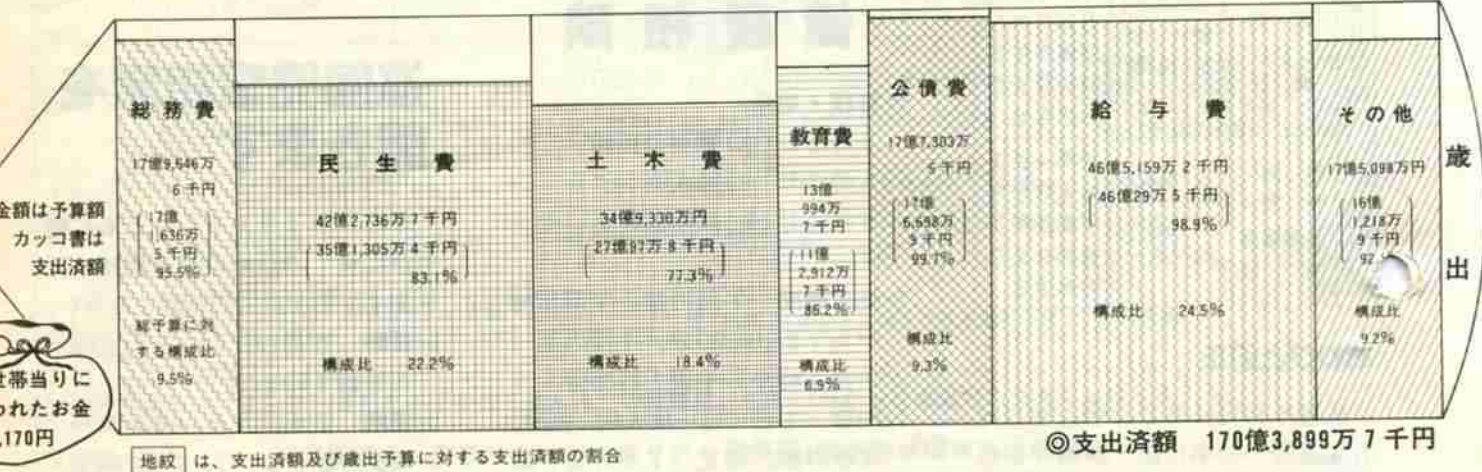 総務費
17億9,646万
6千円
17億
1,636万
5千円
95.5%
総予算に対
する構成比
9.5%
民生費
42億2,736万7千円
35億1,305万4千円
83.1%
構成比 22.2%
土木費
34億9,330万円
27億97万8千円
77.3%
構成比 18.4%
教育費
13億
994万
7千円
11億
2,912万
7千円
86.2%
構成比
6.9%
公債費
17億7,303万
5千円
17億
6,698万
9千円
99.7%
構成比
9.3%
給与費
46億5,159万2千円
46億29万5千円
98.9%
構成比 24.5%
その他
17億5,098万円
16億
1,218万
9千円
92.
構成比
9.2%
歳出
金額は予算額
カッコ書は
支出済額
帯当りに
われたお金
,170円
地紋 は、支出済額及び歳出予算に対する支出済額の割合
◎支出済額 170億3,899万7千円